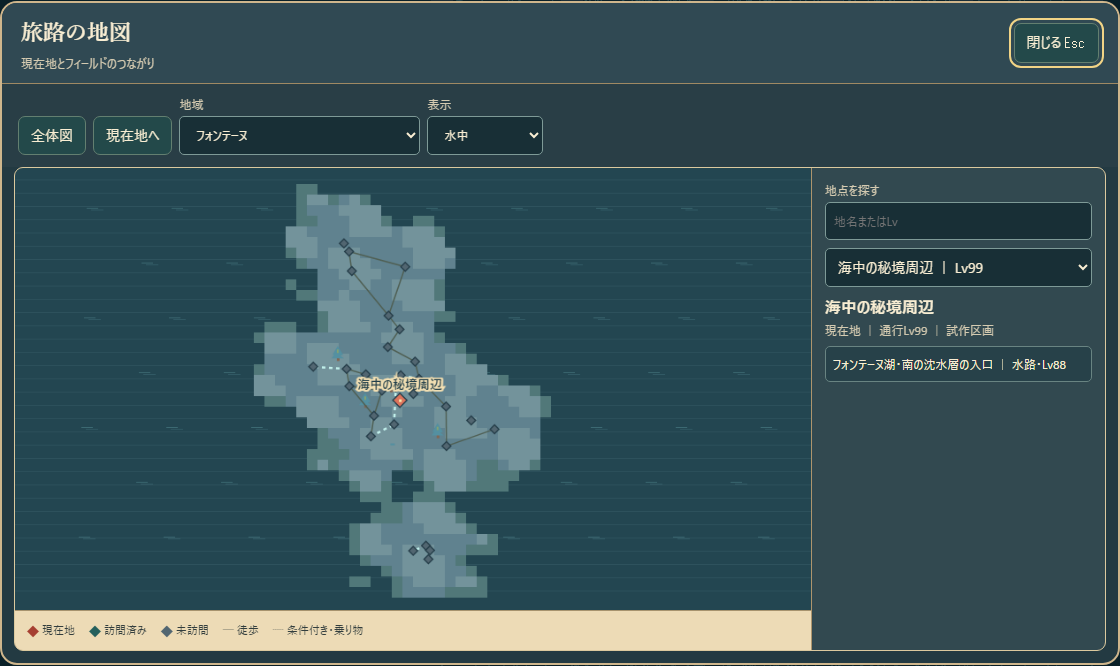 旅路の地図
現在地とフィールドのつながり
閉じる Esc
全体図
現在地へ
地域
フォンテーヌ
表示
水中
海中の秘境周辺
現在地
訪問済み
未訪問
徒歩
条件付き・乗り物
地点を探す
地名またはLv
海中の秘境周辺 | Lv99
海中の秘境周辺
現在地 | 通行Lv99 | 試作区画
フォンテーヌ湖・南の沈水層の入口 | 水路・Lv88